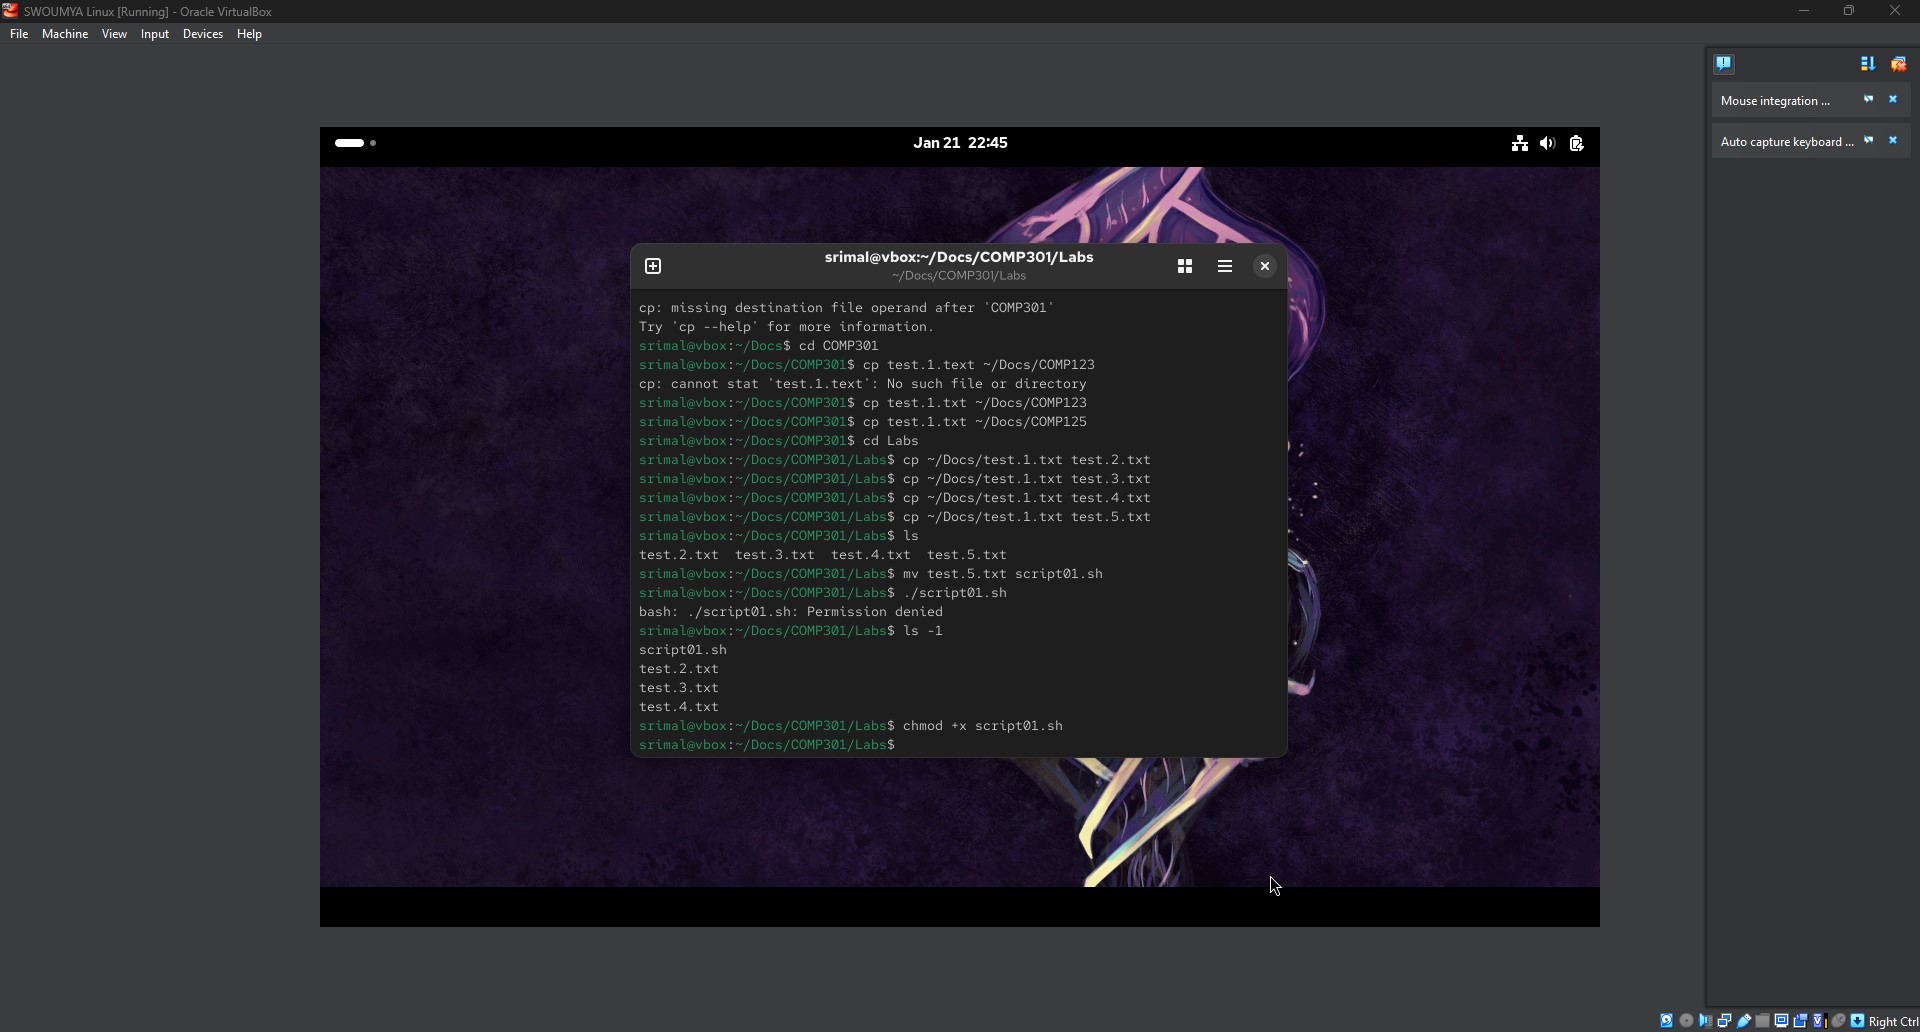 SWOUMYA Linux [Running] - Oracle VirtualBox
File Machine View Input Devices Help
Mouse integration ...
Auto capture keyboard ...
Jan 21 22:45
srimal@vbox:~/Docs/COMP301/Labs
~/Docs/COMP301/Labs
cp: missing destination file operand after 'COMP301'
Try 'cp --help' for more information.
srimal@vbox:~/Docs$ cd COMP301
srimal@vbox:~/Docs/COMP301$ cp test.1.text ~/Docs/COMP123
cp: cannot stat 'test.1.text': No such file or directory
srimal@vbox:~/Docs/COMP301$ cp test.1.txt ~/Docs/COMP123
srimal@vbox:~/Docs/COMP301$ cp test.1.txt ~/Docs/COMP125
srimal@vbox:~/Docs/COMP301$ cd Labs
srimal@vbox:~/Docs/COMP301/Labs$ cp ~/Docs/test.1.txt test.2.txt
srimal@vbox:~/Docs/COMP301/Labs$ cp ~/Docs/test.1.txt test.3.txt
srimal@vbox:~/Docs/COMP301/Labs$ cp ~/Docs/test.1.txt test.4.txt
srimal@vbox:~/Docs/COMP301/Labs$ cp ~/Docs/test.1.txt test.5.txt
srimal@vbox:~/Docs/COMP301/Labs$ ls
test.2.txt  test.3.txt  test.4.txt  test.5.txt
srimal@vbox:~/Docs/COMP301/Labs$ mv test.5.txt script01.sh
srimal@vbox:~/Docs/COMP301/Labs$ ./script01.sh
bash: ./script01.sh: Permission denied
srimal@vbox:~/Docs/COMP301/Labs$ ls -1
script01.sh
test.2.txt
test.3.txt
test.4.txt
srimal@vbox:~/Docs/COMP301/Labs$ chmod +x script01.sh
srimal@vbox:~/Docs/COMP301/Labs$
Right Ctrl